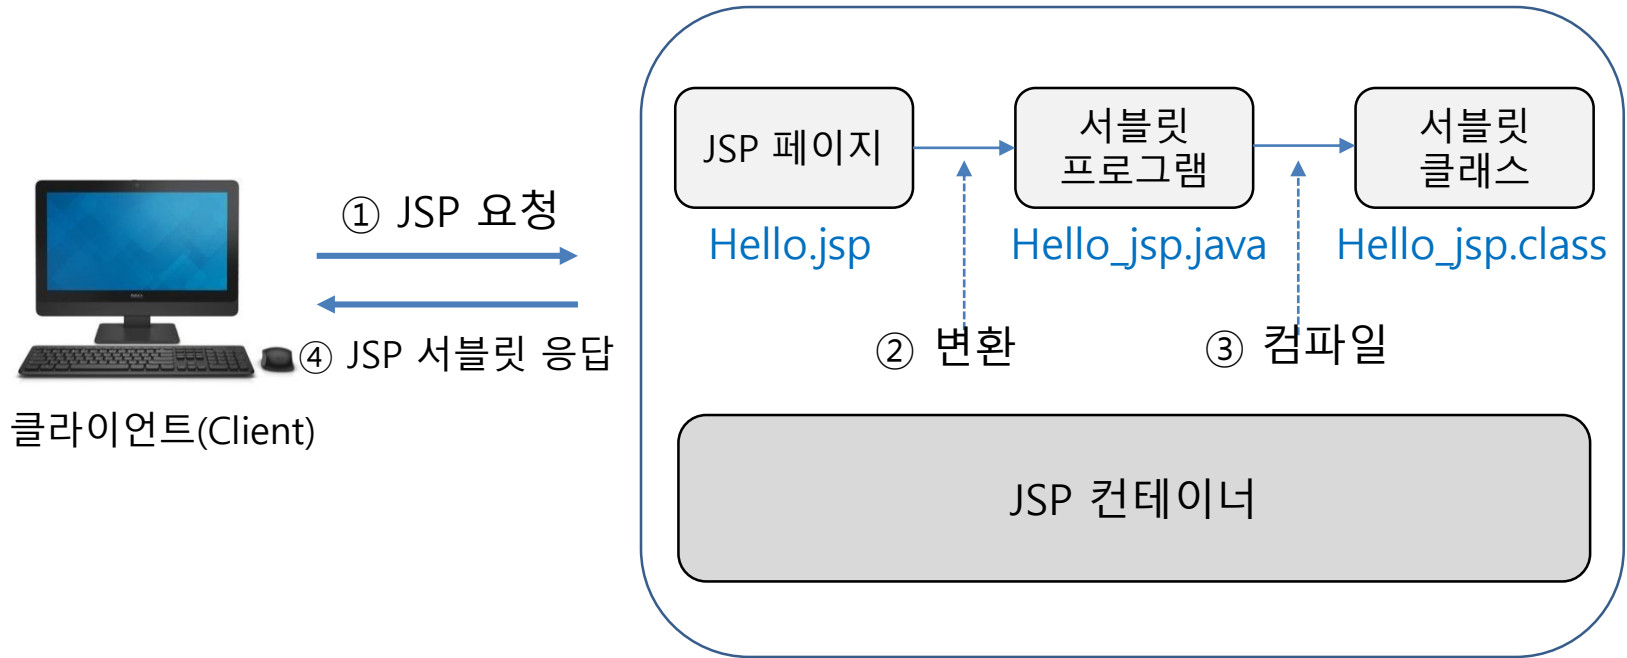 JSP 페이지
서블릿
프로그램
서블릿
클래스
Hello.jsp
Hello_jsp.java
Hello_jsp.class
① JSP 요청
④ JSP 서블릿 응답
② 변환
③ 컴파일
클라이언트(Client)
JSP 컨테이너